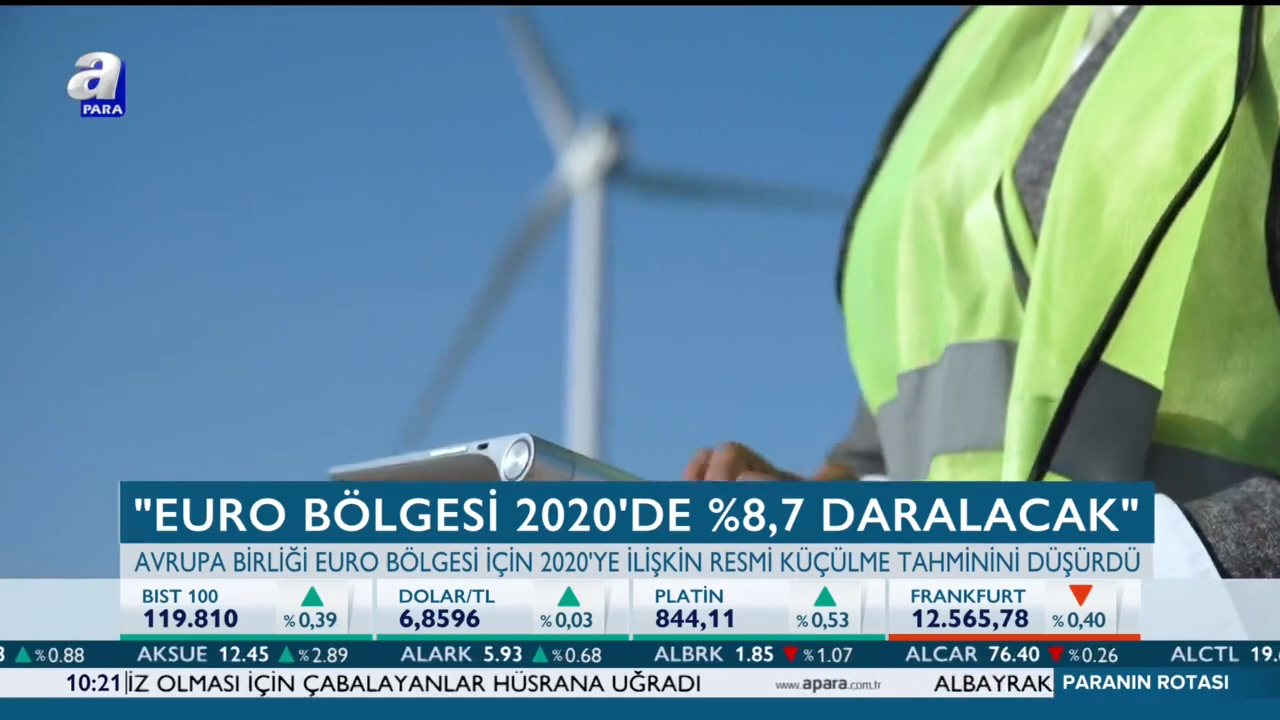 a
PARA
"EURO BÖLGESİ 2020'DE %8,7 DARALACAK"
AVRUPA BİRLİĞİ EURO BÖLGESİ İÇİN 2020'YE İLİŞKİN RESMİ KÜÇÜLME TAHMİNİNİ DÜŞÜRDÜ
BIST 100 DOLAR/TL PLATİN FRANKFURT
119.810 %0,39 6,8596 %0,03 844,11 %0,53 12.565,78 %0,40
%0.88 AKSUE 12.45 %2.89 ALARK 5.93 %0.68 ALBRK 1.85 %1.07 ALCAR 76.40 %0.26 ALCTL 19.
10:21 İZ OLMASI İÇİN ÇABALAYANLAR HÜSRANA UĞRADI www.apara.com.tr ALBAYRAK PARANIN ROTASI